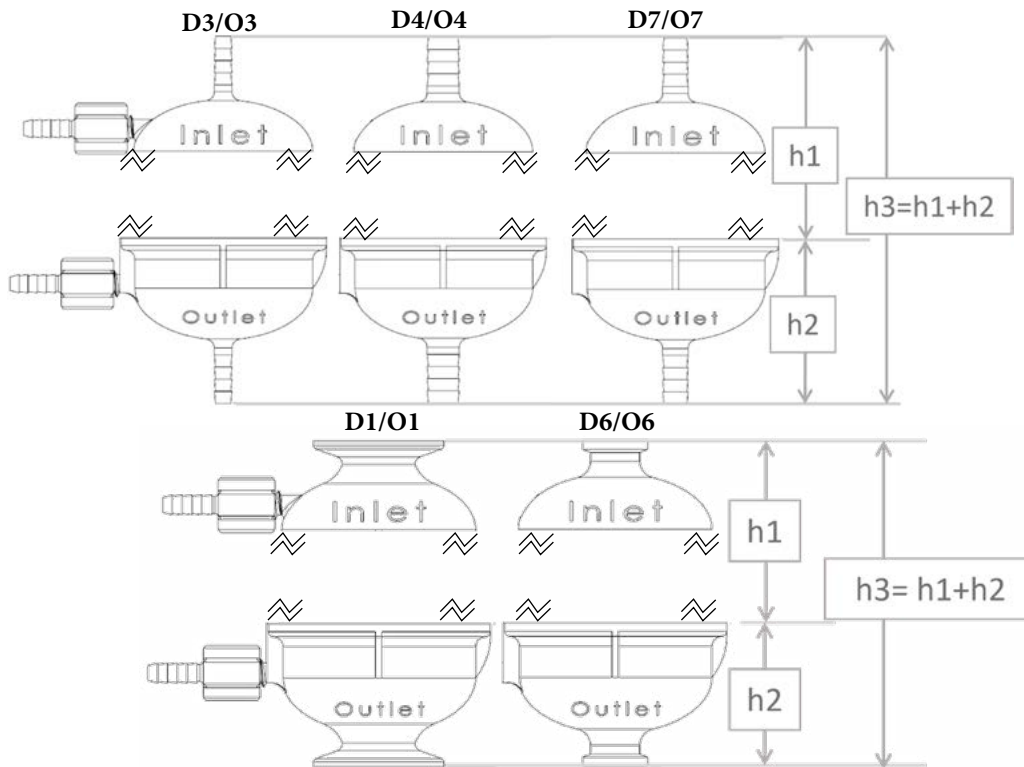 D3/O3 D4/O4 D7/O7
Inlet Inlet Inlet
h1
h3=h1+h2
Outlet Outlet Outlet
h2
D1/O1 D6/O6
Inlet Inlet
h1
h3= h1+h2
Outlet Outlet
h2